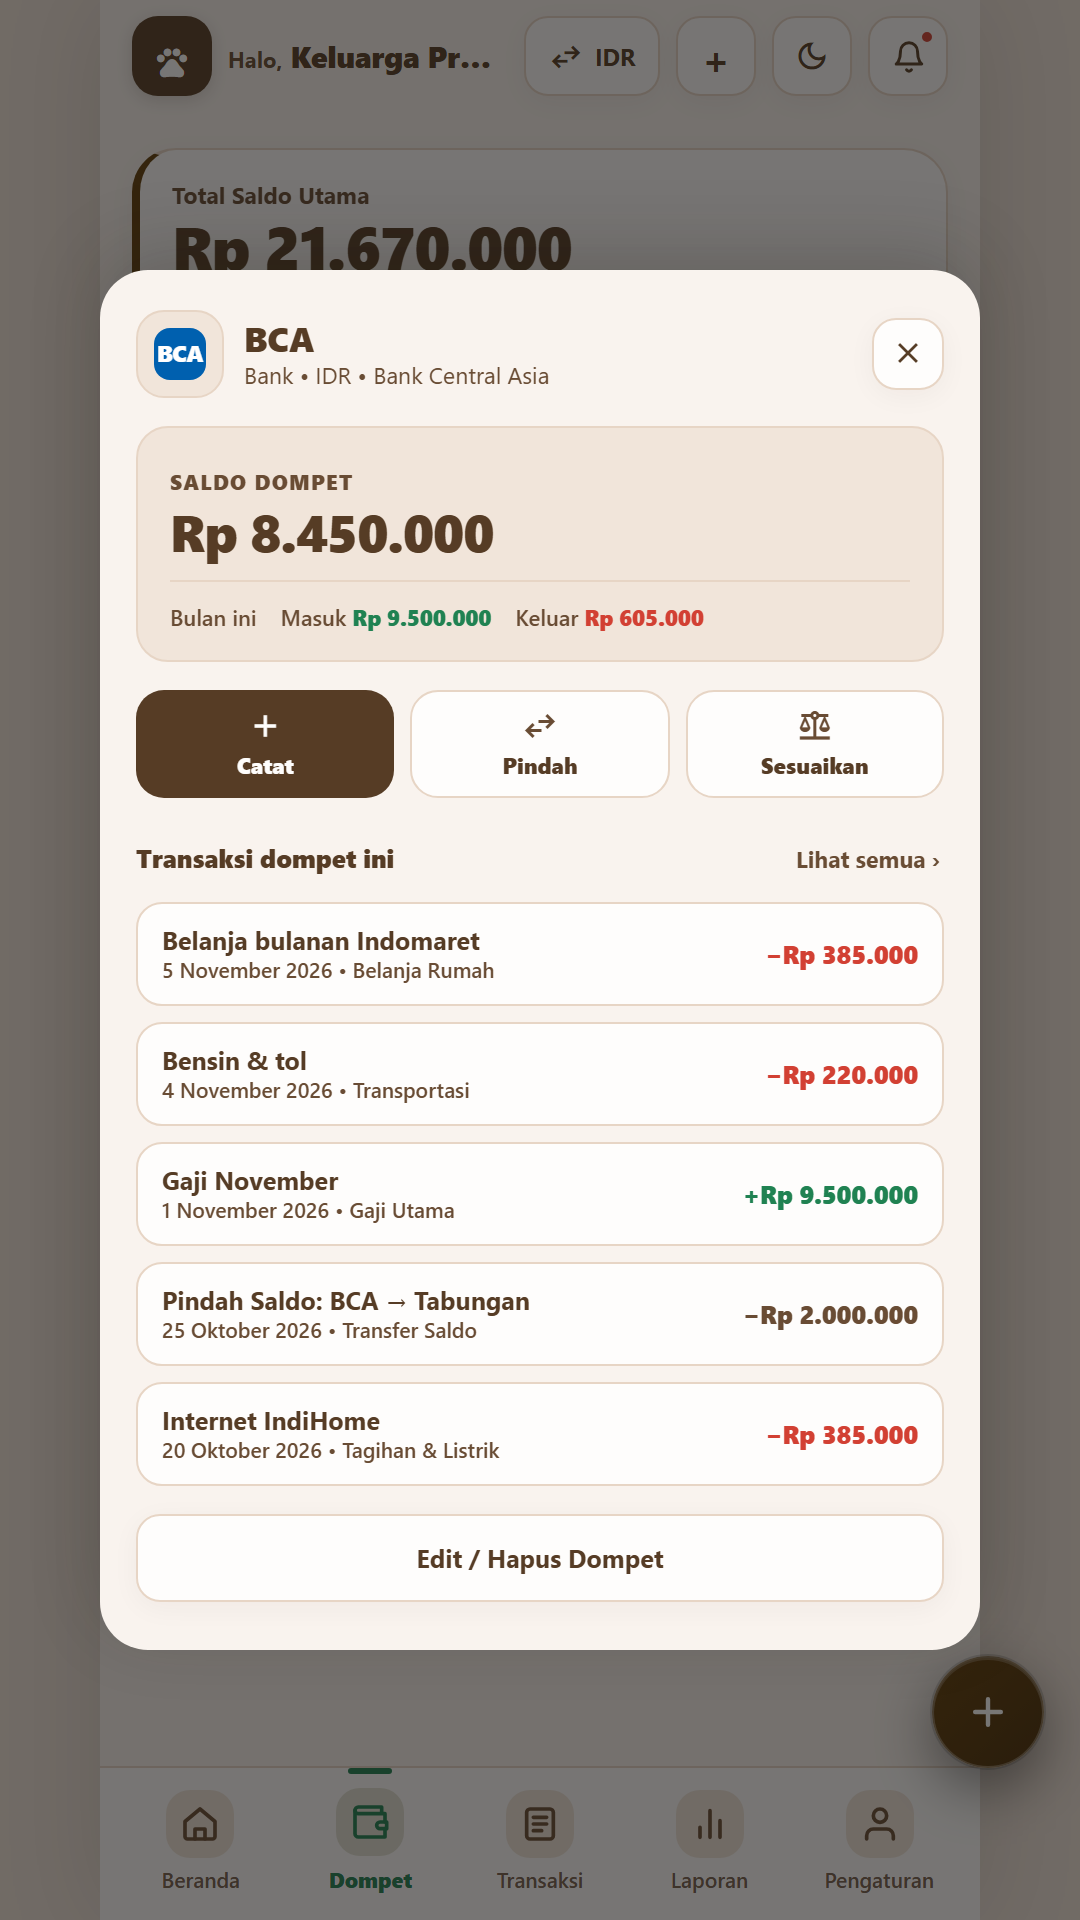 Halo, Keluarga Pr...
IDR
Total Saldo Utama
Rp 21.670.000
BCA
BCA
Bank • IDR • Bank Central Asia
SALDO DOMPET
Rp 8.450.000
Bulan ini Masuk Rp 9.500.000 Keluar Rp 605.000
Catat
Pindah
Sesuaikan
Transaksi dompet ini
Lihat semua ›
Belanja bulanan Indomaret
5 November 2026 • Belanja Rumah
−Rp 385.000
Bensin & tol
4 November 2026 • Transportasi
−Rp 220.000
Gaji November
1 November 2026 • Gaji Utama
+Rp 9.500.000
Pindah Saldo: BCA → Tabungan
25 Oktober 2026 • Transfer Saldo
−Rp 2.000.000
Internet IndiHome
20 Oktober 2026 • Tagihan & Listrik
−Rp 385.000
Edit / Hapus Dompet
Beranda
Dompet
Transaksi
Laporan
Pengaturan